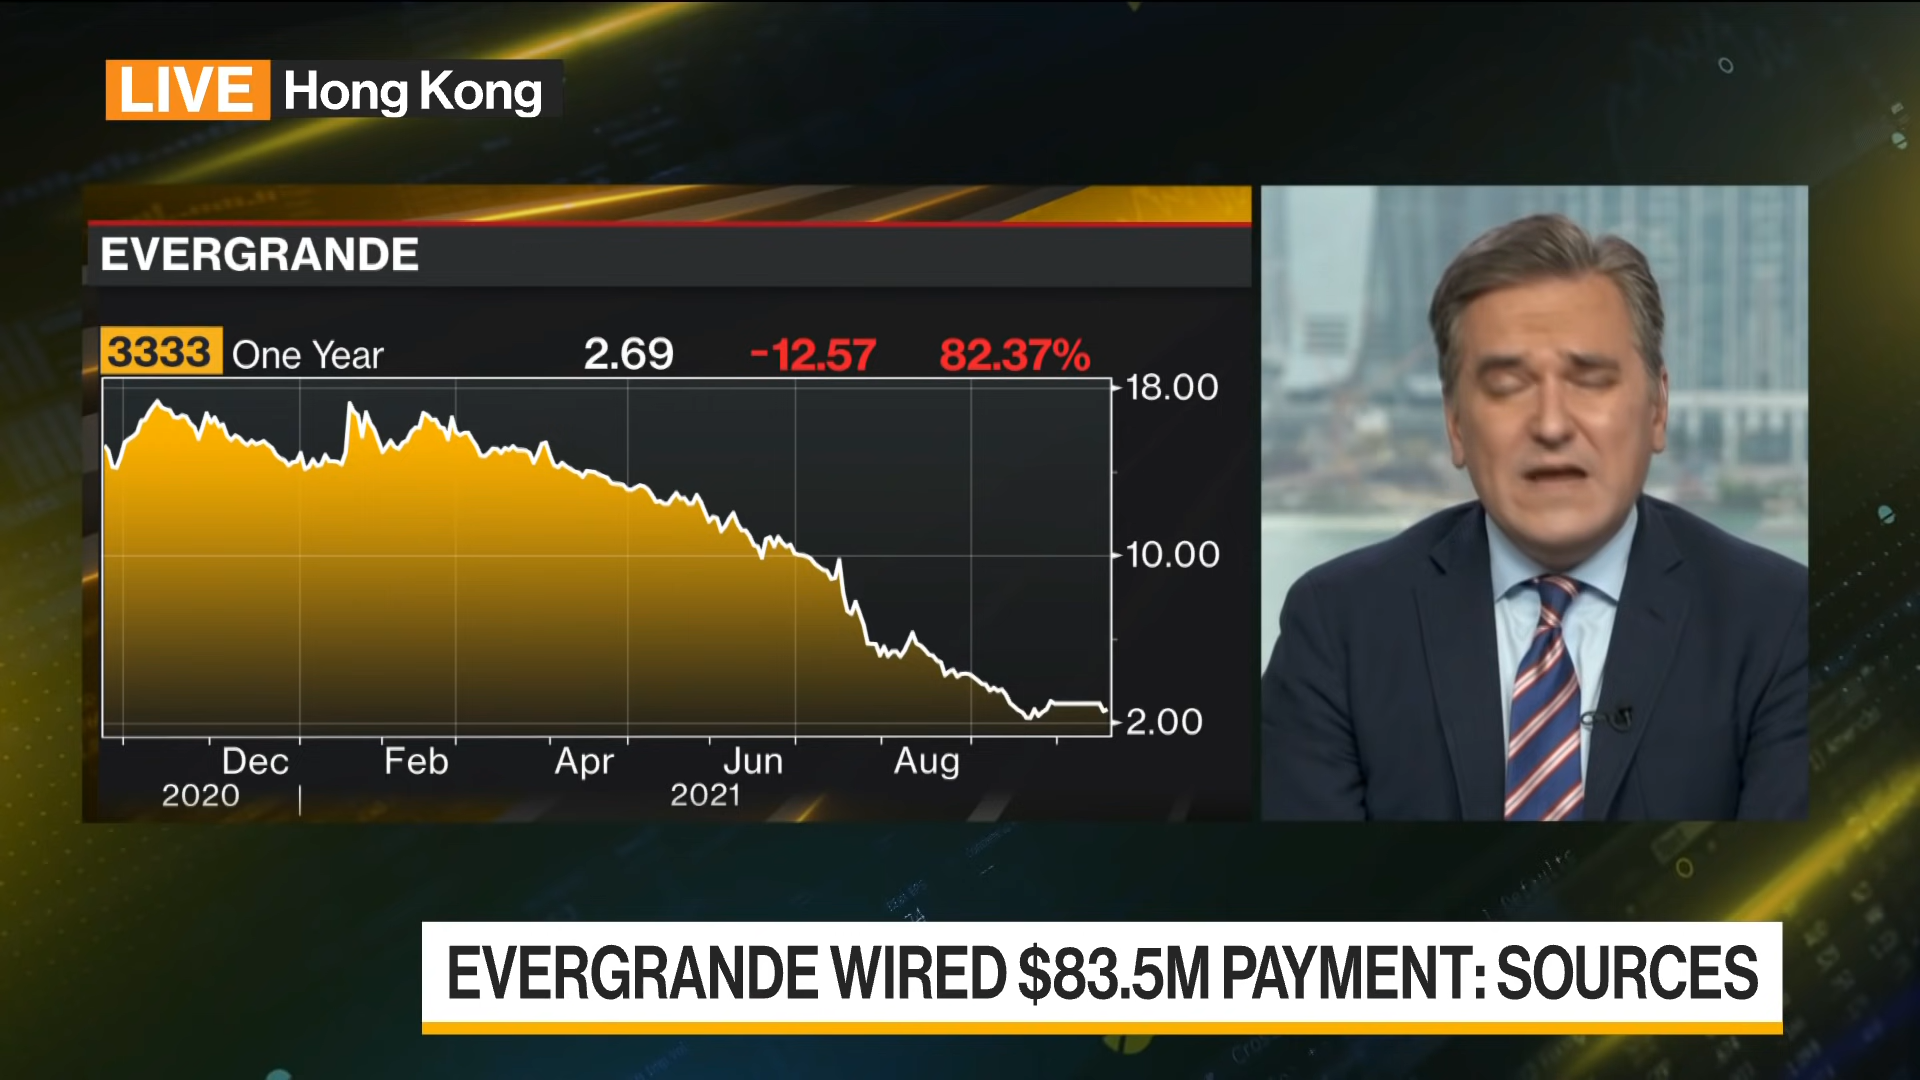 LIVE Hong Kong
EVERGRANDE
3333 One Year 2.69 -12.57 82.37%
18.00
10.00
2.00
Dec Feb Apr Jun Aug
2020 2021
EVERGRANDE WIRED $83.5M PAYMENT: SOURCES